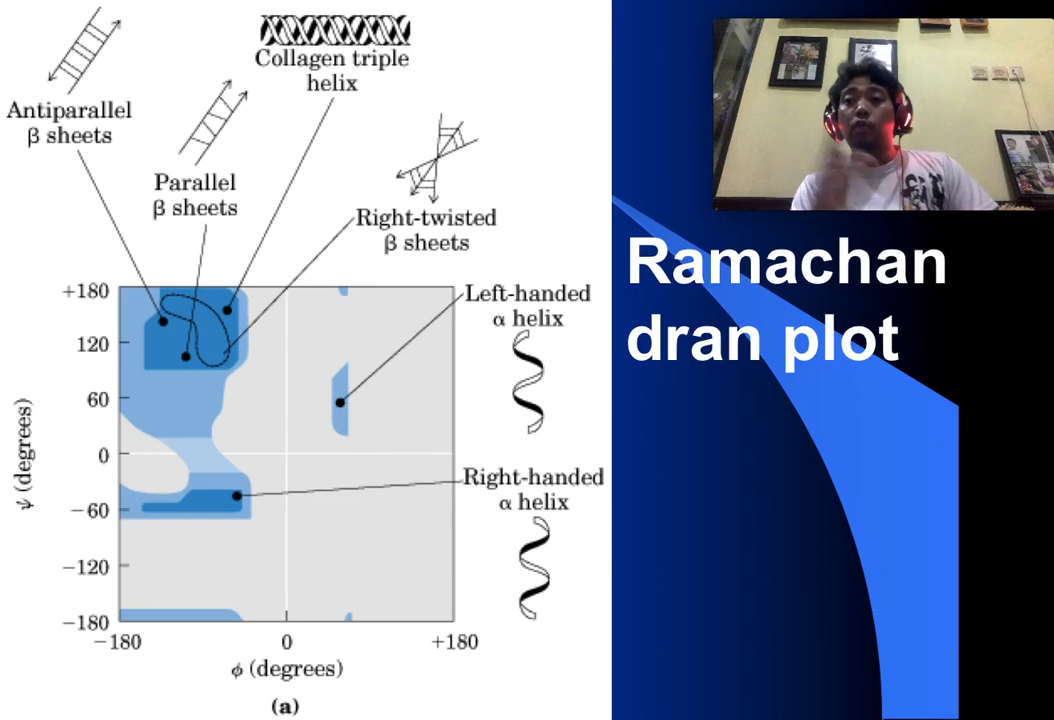 Collagen triple
helix
Antiparallel
β sheets
Parallel
β sheets
Right-twisted
β sheets
Left-handed
α helix
Right-handed
α helix
+180
120
60
0
−60
−120
−180
ψ (degrees)
−180
0
+180
ϕ (degrees)
(a)
Ramachan
dran plot